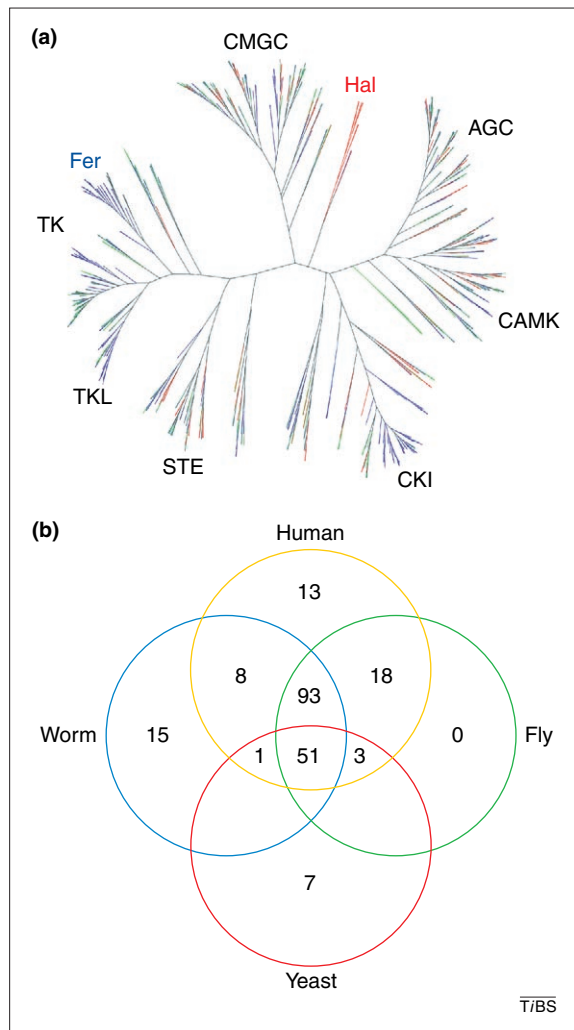 (a)
CMGC
Hal
AGC
Fer
TK
CAMK
TKL
STE
CKI
(b)
Human
13
8
18
93
Worm
15
1
51
3
0
Fly
7
Yeast
TiBS